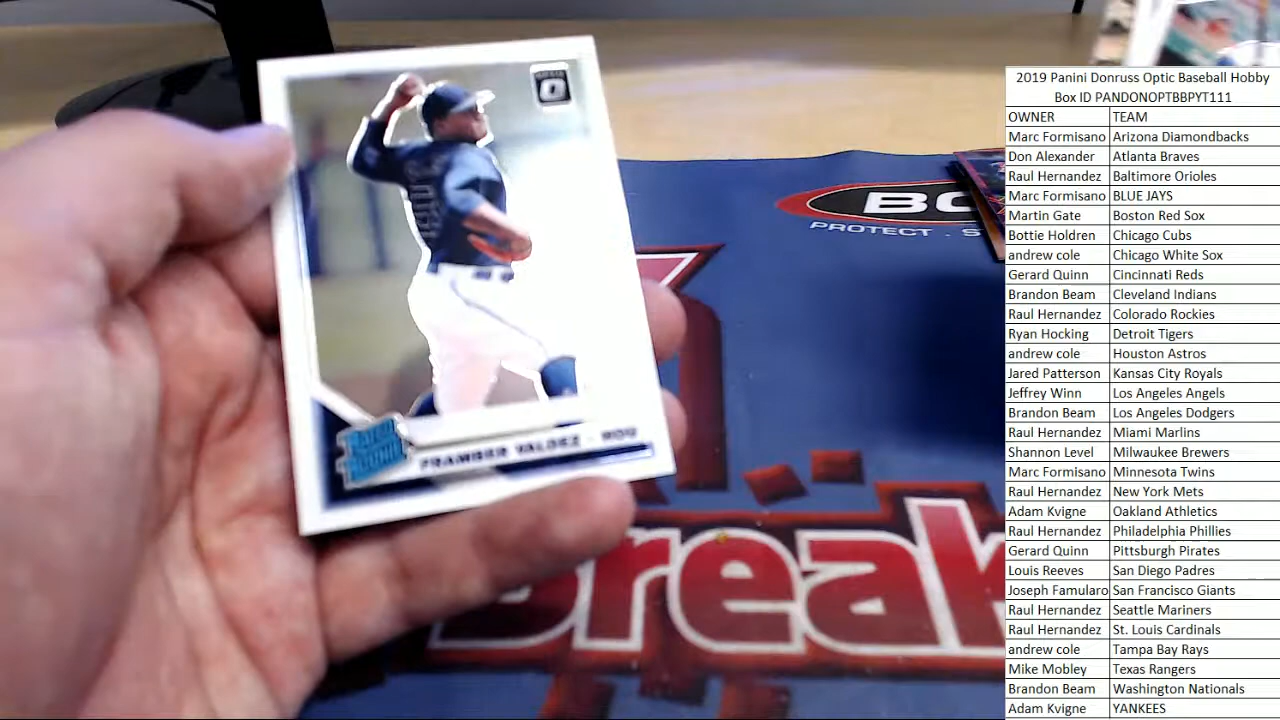 OPTIC
RATED
ROOKIE
FRAMBER VALDEZ - HOU
PROTECT . S
Break
2019 Panini Donruss Optic Baseball Hobby
Box ID PANDONOPTBBPYT111
OWNER TEAM
Marc Formisano Arizona Diamondbacks
Don Alexander Atlanta Braves
Raul Hernandez Baltimore Orioles
Marc Formisano BLUE JAYS
Martin Gate Boston Red Sox
Bottie Holdren Chicago Cubs
andrew cole Chicago White Sox
Gerard Quinn Cincinnati Reds
Brandon Beam Cleveland Indians
Raul Hernandez Colorado Rockies
Ryan Hocking Detroit Tigers
andrew cole Houston Astros
Jared Patterson Kansas City Royals
Jeffrey Winn Los Angeles Angels
Brandon Beam Los Angeles Dodgers
Raul Hernandez Miami Marlins
Shannon Level Milwaukee Brewers
Marc Formisano Minnesota Twins
Raul Hernandez New York Mets
Adam Kvigne Oakland Athletics
Raul Hernandez Philadelphia Phillies
Gerard Quinn Pittsburgh Pirates
Louis Reeves San Diego Padres
Joseph Famularo San Francisco Giants
Raul Hernandez Seattle Mariners
Raul Hernandez St. Louis Cardinals
andrew cole Tampa Bay Rays
Mike Mobley Texas Rangers
Brandon Beam Washington Nationals
Adam Kvigne YANKEES